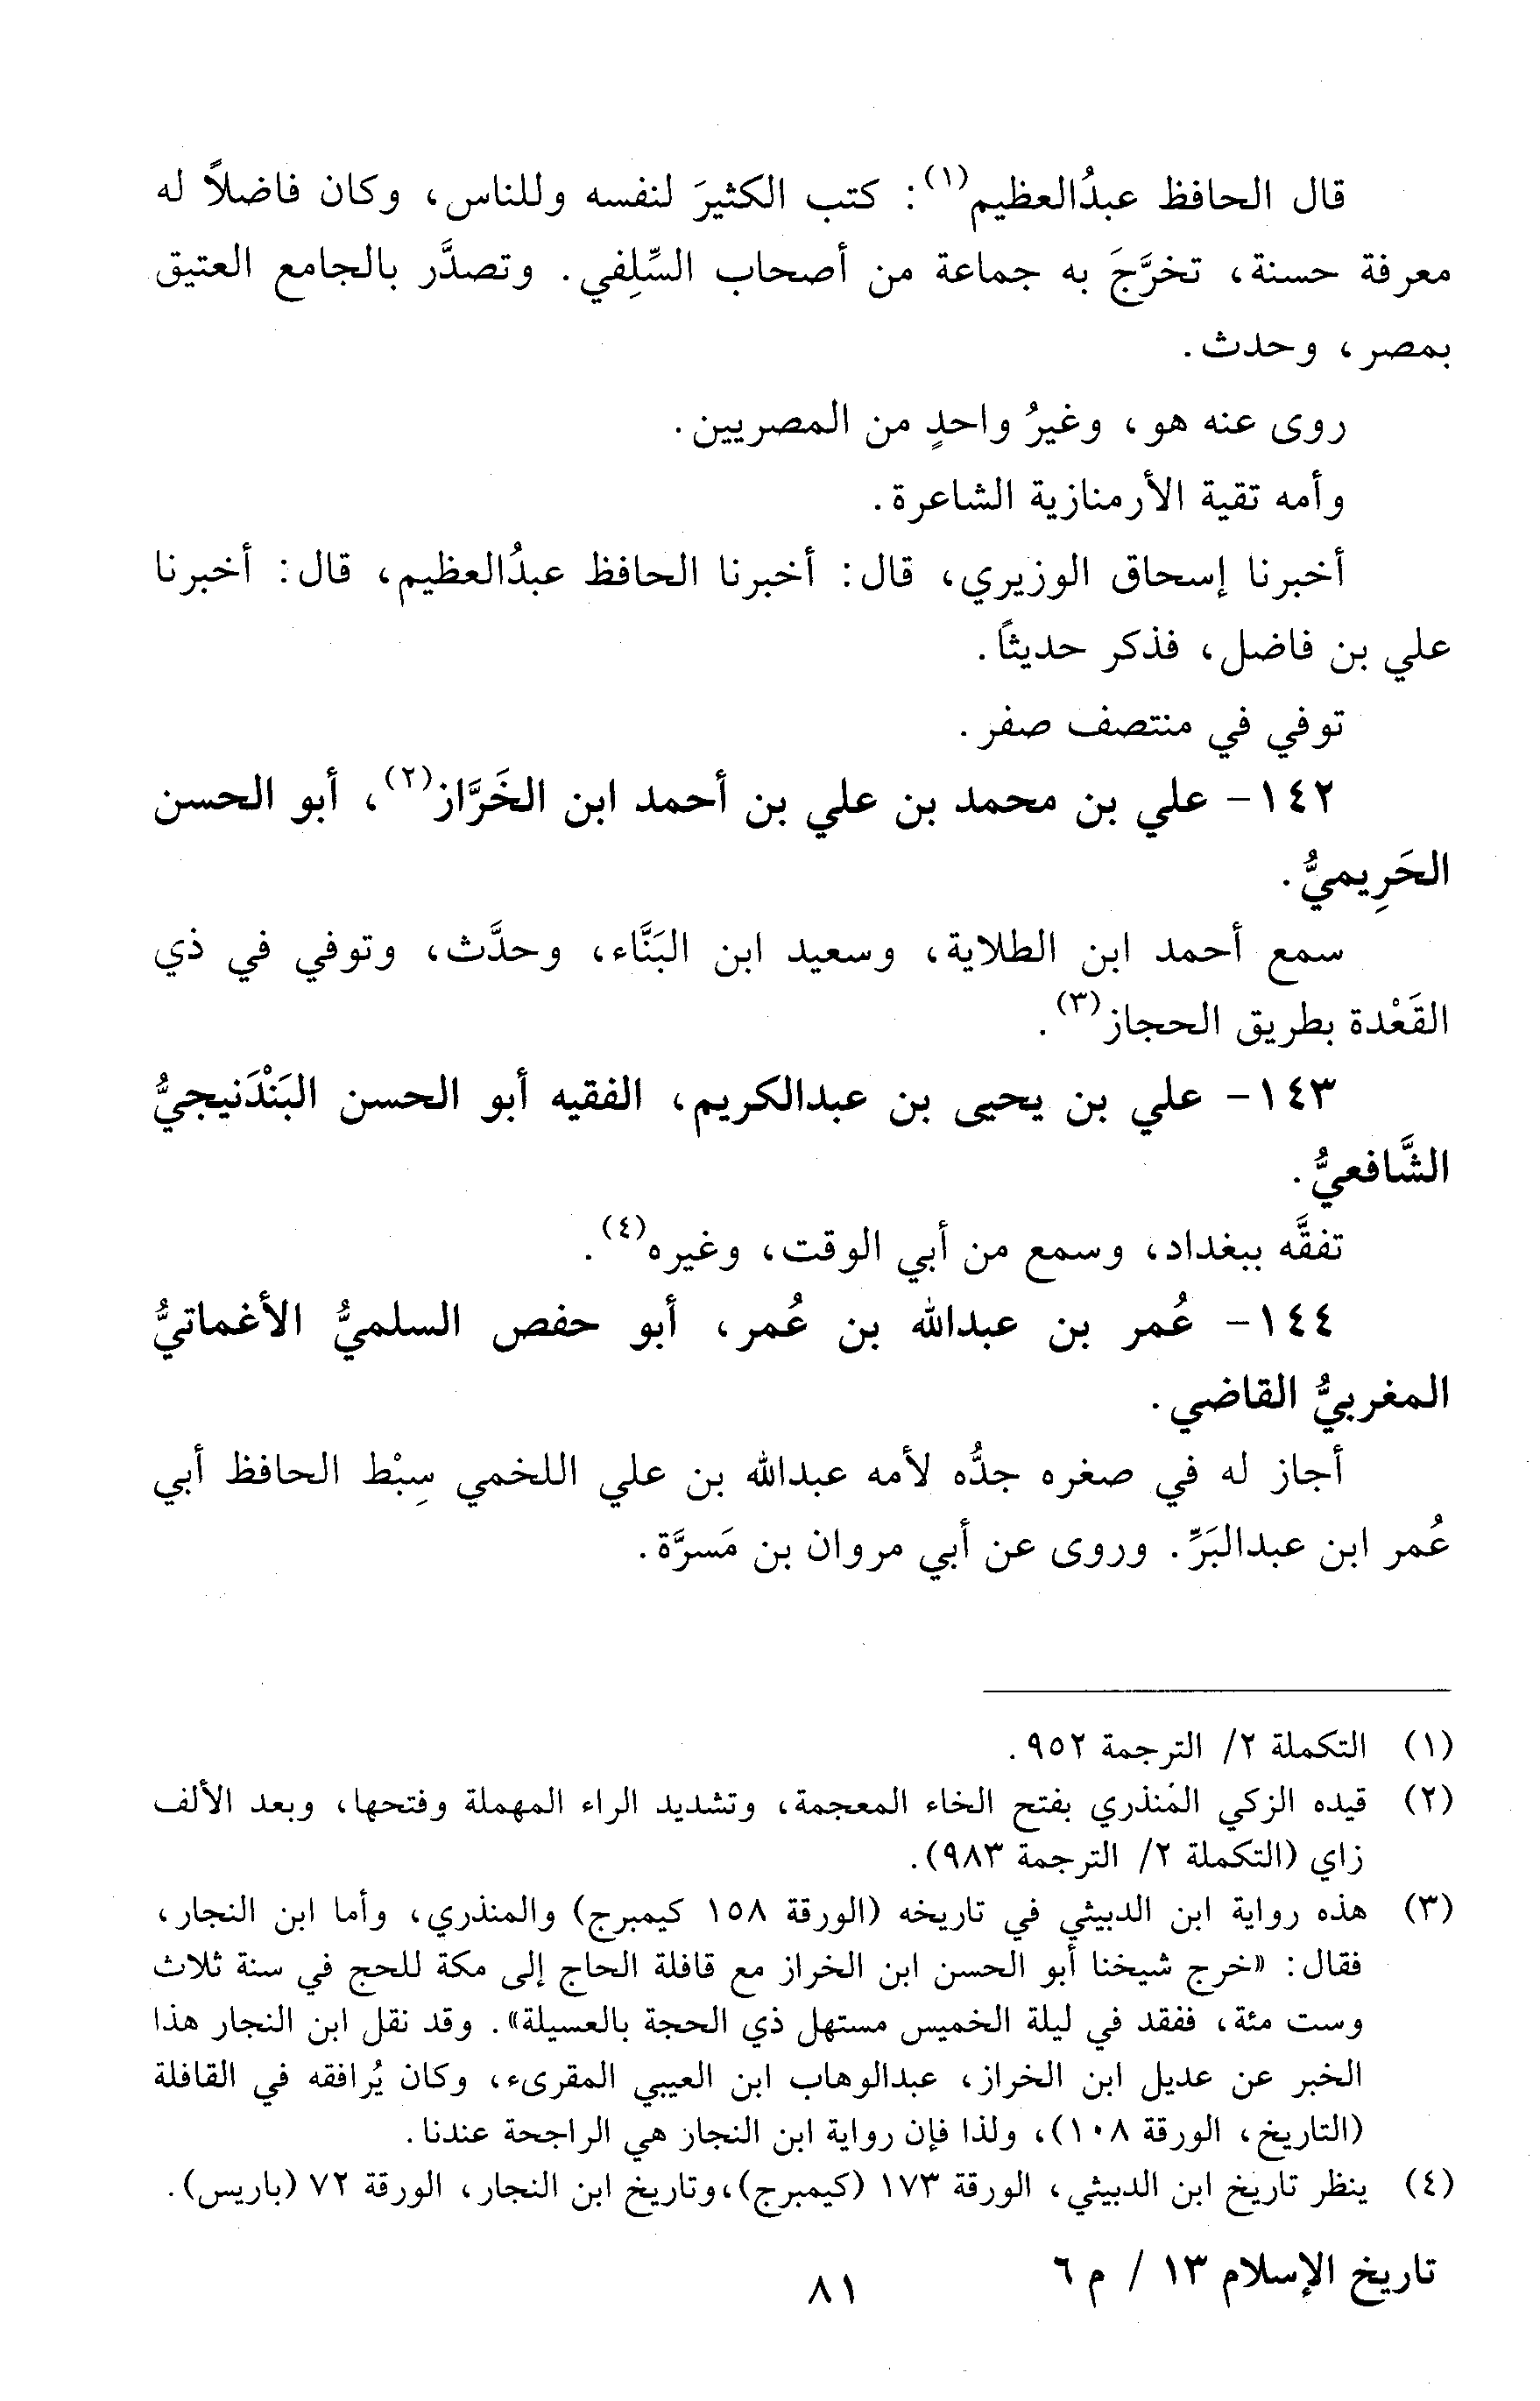 قال الحافظ عبدُالعظيم(١): كتب الكثيرَ لنفسه وللناس، وكان فاضلاً له
معرفة حسنة، تخرَّجَ به جماعة من أصحاب السِّلِفي. وتصدَّر بالجامع العتيق
بمصر، وحدث.
روى عنه هو، وغيرُ واحدٍ من المصريين.
وأمه تقية الأرمنازية الشاعرة.
أخبرنا إسحاق الوزيري، قال: أخبرنا الحافظ عبدُالعظيم، قال: أخبرنا
علي بن فاضل، فذكر حديثاً.
توفي في منتصف صفر.
١٤٢- علي بن محمد بن علي بن أحمد ابن الخَرَّاز(٢)، أبو الحسن
الحَرِيميُّ.
سمع أحمد ابن الطلاية، وسعيد ابن البَنَّاء، وحدَّث، وتوفي في ذي
القَعْدة بطريق الحجاز(٣).
١٤٣- علي بن يحيى بن عبدالكريم، الفقيه أبو الحسن البَنْدَنيجيُّ
الشَّافعيُّ.
تفقَّه ببغداد، وسمع من أبي الوقت، وغيره(٤).
١٤٤- عُمر بن عبدالله بن عُمر، أبو حفص السلميُّ الأغماتيُّ
المغربيُّ القاضي.
أجاز له في صغره جدُّه لأمه عبدالله بن علي اللخمي سِبْط الحافظ أبي
عُمر ابن عبدالبَرِّ. وروى عن أبي مروان بن مَسرَّة.
(١) التكملة ٢/ الترجمة ٩٥٢.
(٢) قيده الزكي المُنذري بفتح الخاء المعجمة، وتشديد الراء المهملة وفتحها، وبعد الألف
زاي (التكملة ٢/ الترجمة ٩٨٣).
(٣) هذه رواية ابن الدبيثي في تاريخه (الورقة ١٥٨ كيمبرج) والمنذري، وأما ابن النجار،
فقال: «خرج شيخنا أبو الحسن ابن الخراز مع قافلة الحاج إلى مكة للحج في سنة ثلاث
وست مئة، ففقد في ليلة الخميس مستهل ذي الحجة بالعسيلة». وقد نقل ابن النجار هذا
الخبر عن عديل ابن الخراز، عبدالوهاب ابن العيبي المقرىء، وكان يُرافقه في القافلة
(التاريخ، الورقة ١٠٨)، ولذا فإن رواية ابن النجار هي الراجحة عندنا.
(٤) ينظر تاريخ ابن الدبيثي، الورقة ١٧٣ (كيمبرج)،وتاريخ ابن النجار، الورقة ٧٢ (باريس).
تاريخ الإسلام ١٣ / م ٦
٨١